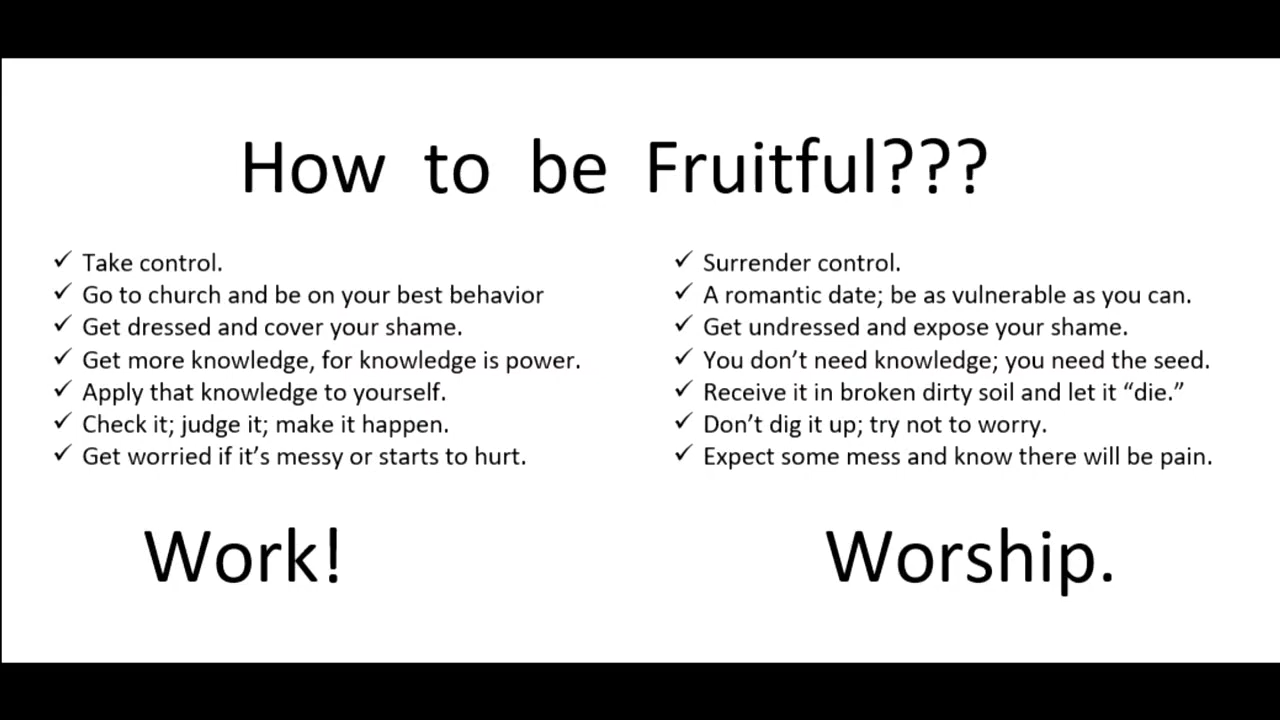 How to be Fruitful???
✓ Take control.
✓ Go to church and be on your best behavior
✓ Get dressed and cover your shame.
✓ Get more knowledge, for knowledge is power.
✓ Apply that knowledge to yourself.
✓ Check it; judge it; make it happen.
✓ Get worried if it’s messy or starts to hurt.
Work!
✓ Surrender control.
✓ A romantic date; be as vulnerable as you can.
✓ Get undressed and expose your shame.
✓ You don’t need knowledge; you need the seed.
✓ Receive it in broken dirty soil and let it “die.”
✓ Don’t dig it up; try not to worry.
✓ Expect some mess and know there will be pain.
Worship.